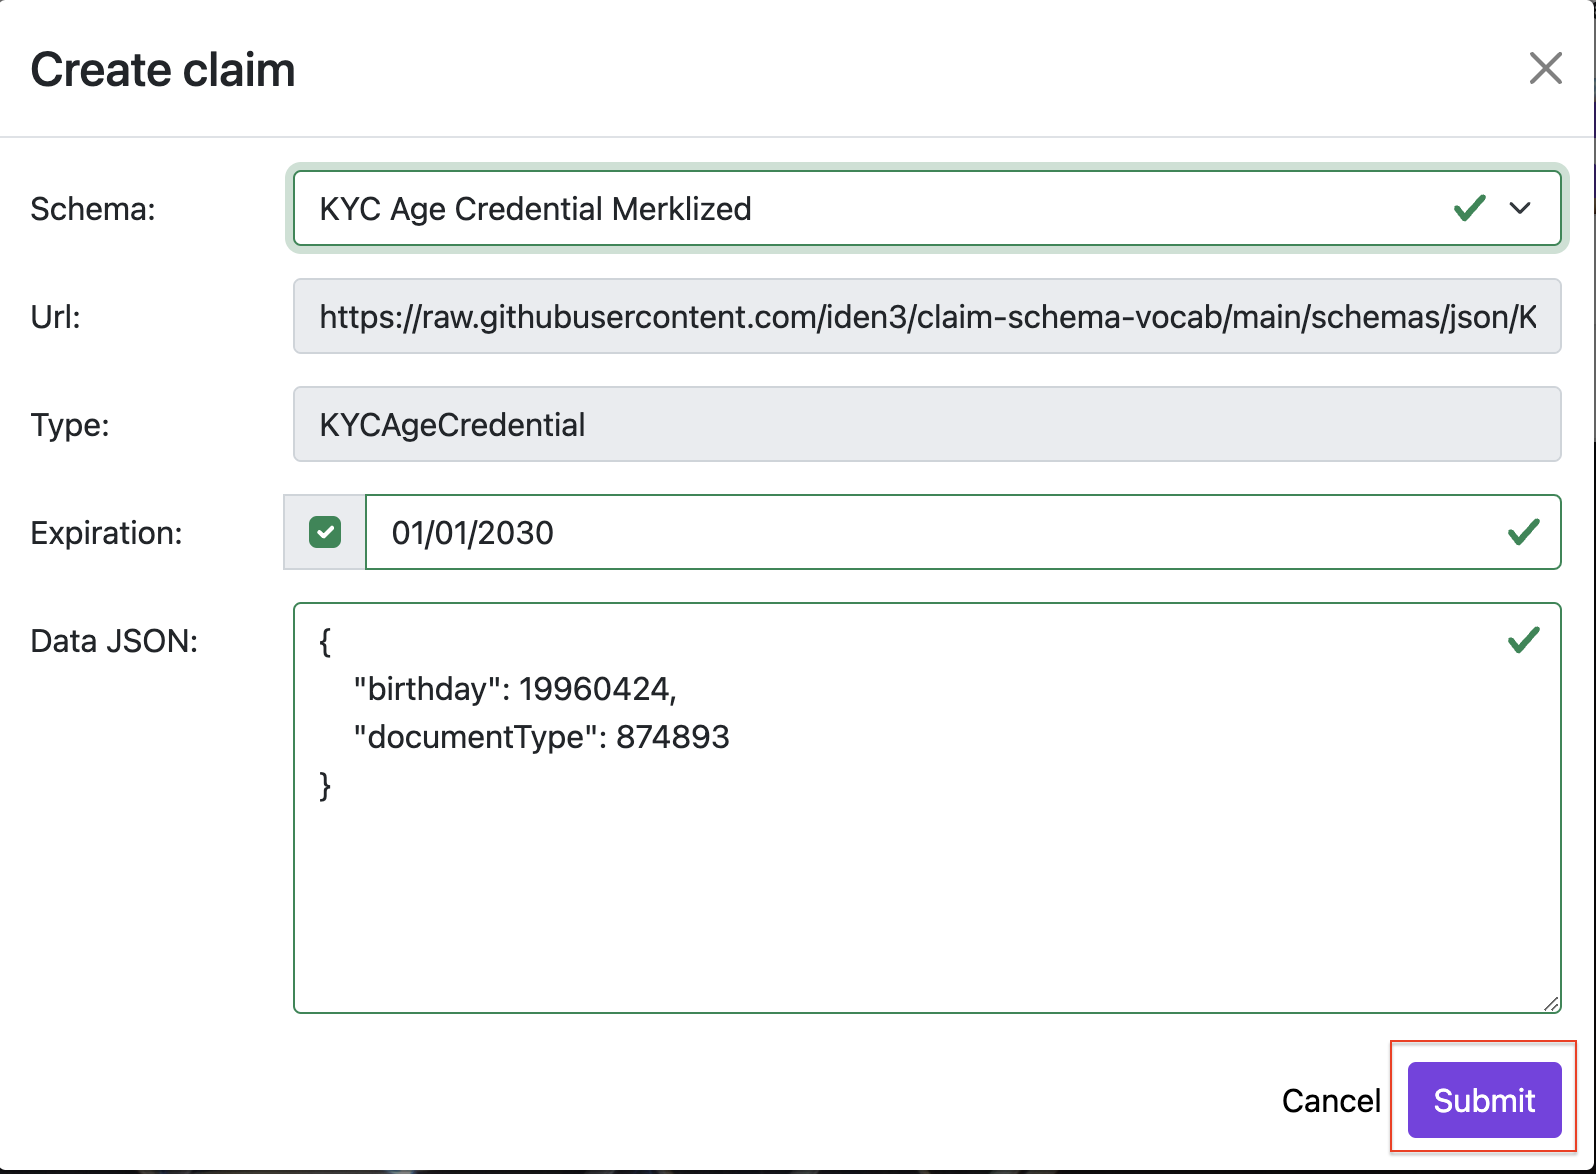 Create claim
Schema:
KYC Age Credential Merklized
Url:
https://raw.githubusercontent.com/iden3/claim-schema-vocab/main/schemas/json/K
Type:
KYCAgeCredential
Expiration:
01/01/2030
Data JSON:
{
"birthday": 19960424,
"documentType": 874893
}
Cancel
Submit